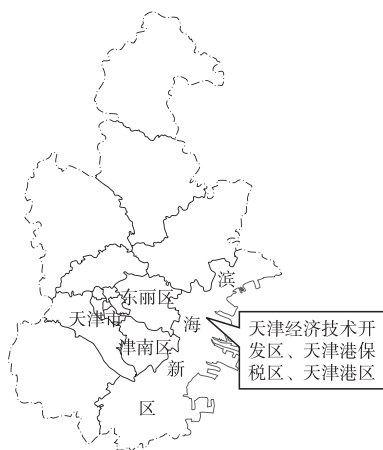 滨
东丽区
天津市
海
津南区
新
区
天津经济技术开
发区、天津港保
税区、天津港区